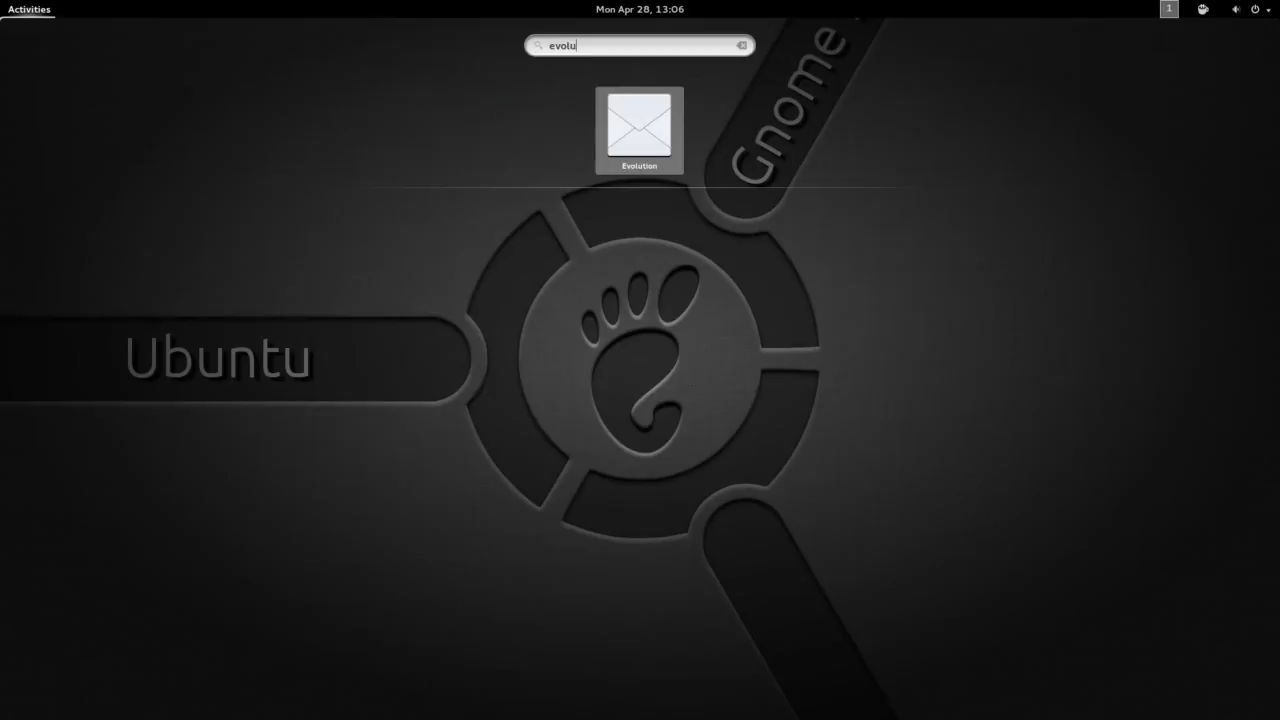 Activities
Mon Apr 28, 13:06
1
evolu
Evolution
Gnome
Ubuntu